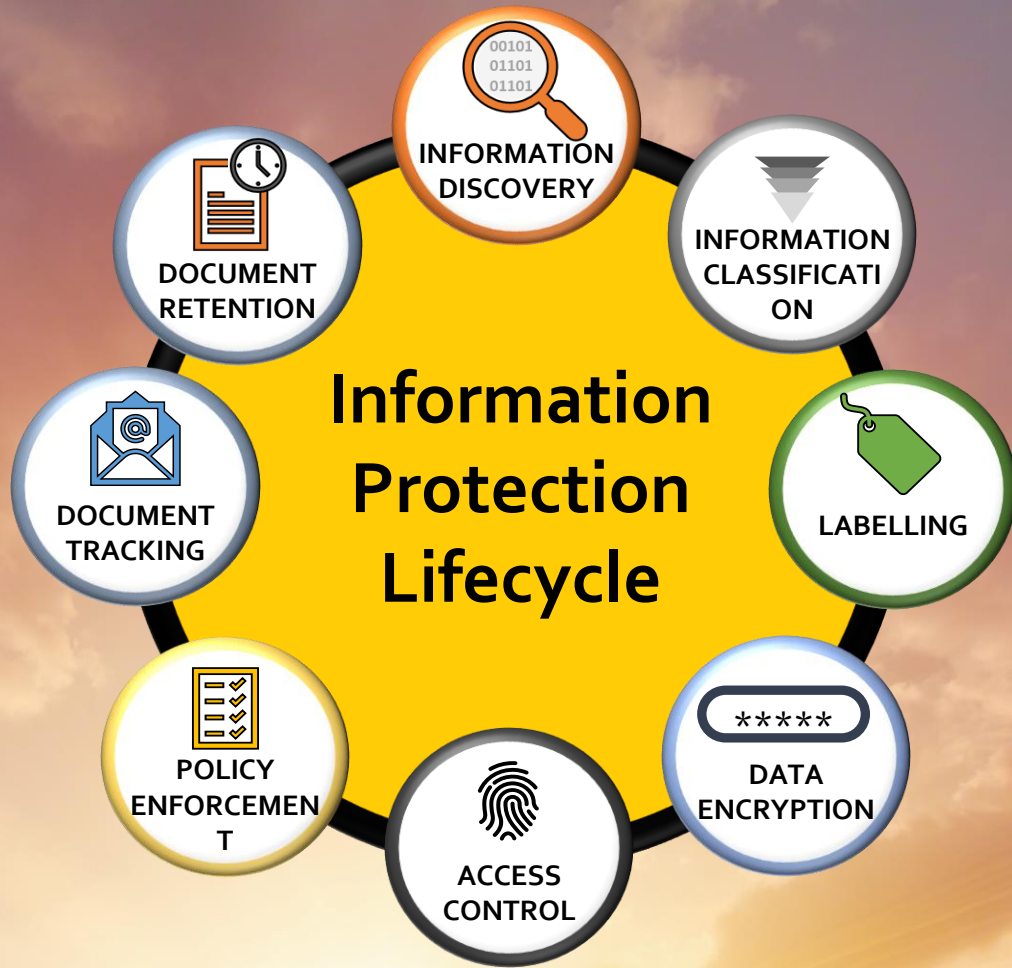 00101
01101
01101
INFORMATION
DISCOVERY
INFORMATION
CLASSIFICATI
ON
LABELLING
*****
DATA
ENCRYPTION
ACCESS
CONTROL
POLICY
ENFORCEMEN
T
@
DOCUMENT
TRACKING
DOCUMENT
RETENTION
Information
Protection
Lifecycle